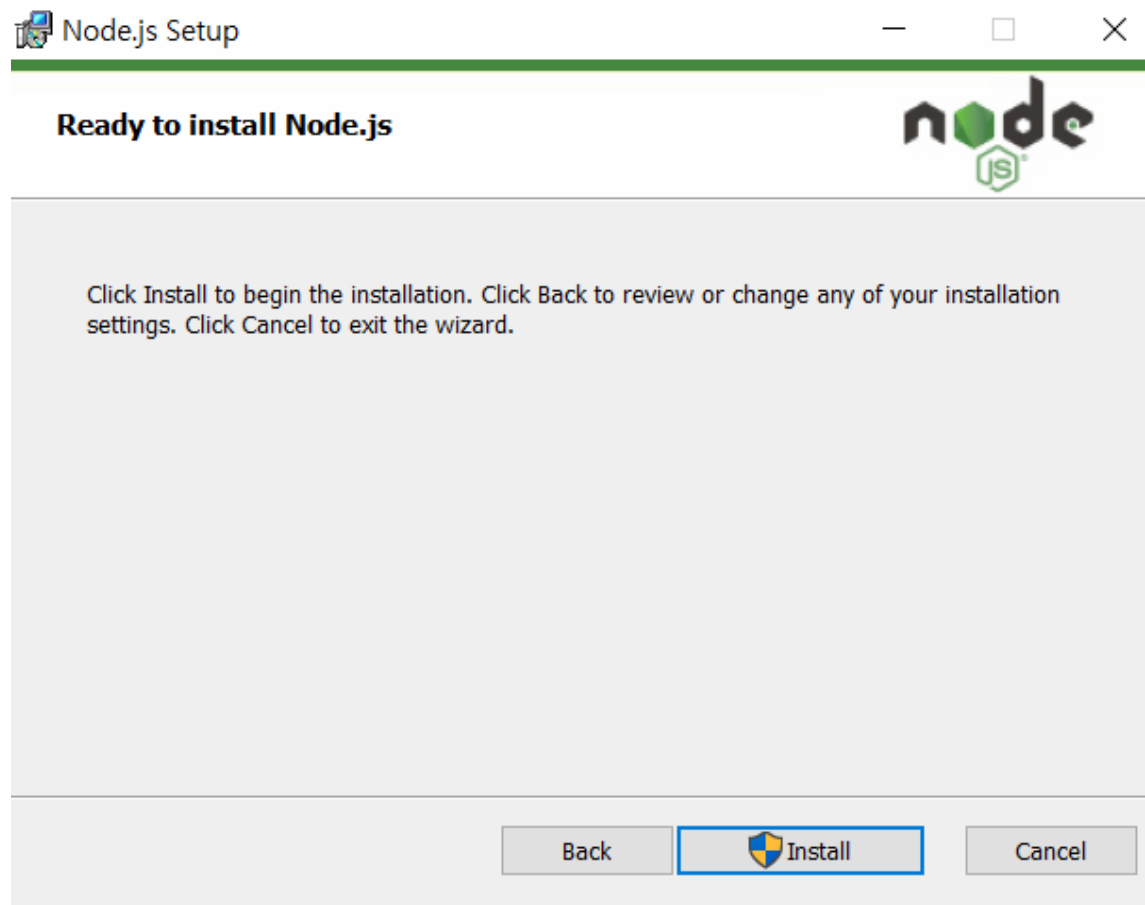 Node.js Setup
Ready to install Node.js
node
JS
Click Install to begin the installation. Click Back to review or change any of your installation
settings. Click Cancel to exit the wizard.
Back
Install
Cancel